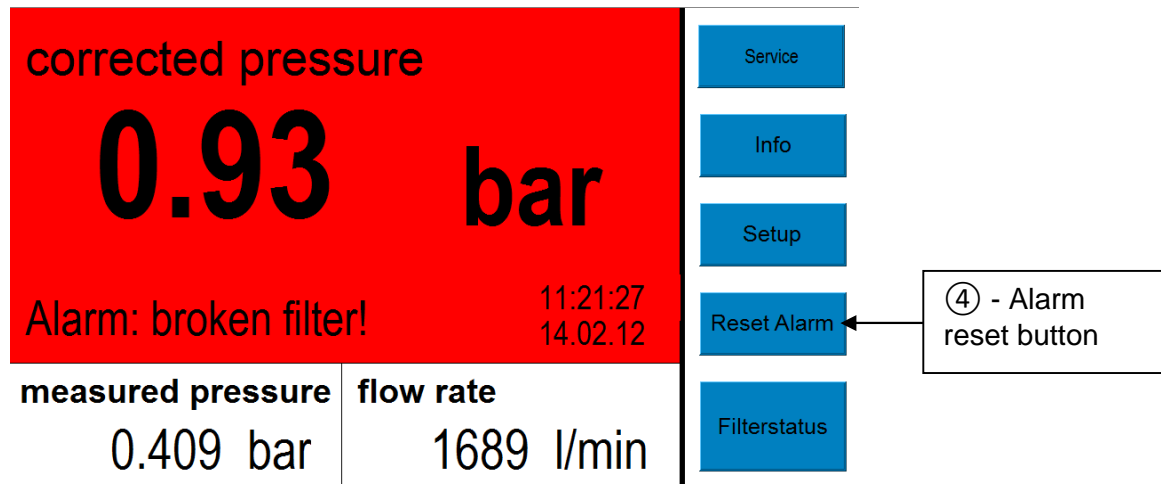 corrected pressure
0.93 bar
Alarm: broken filter!
11:21:27
14.02.12
measured pressure
0.409 bar
flow rate
1689 l/min
Service
Info
Setup
Reset Alarm
Filterstatus
④ - Alarm
reset button